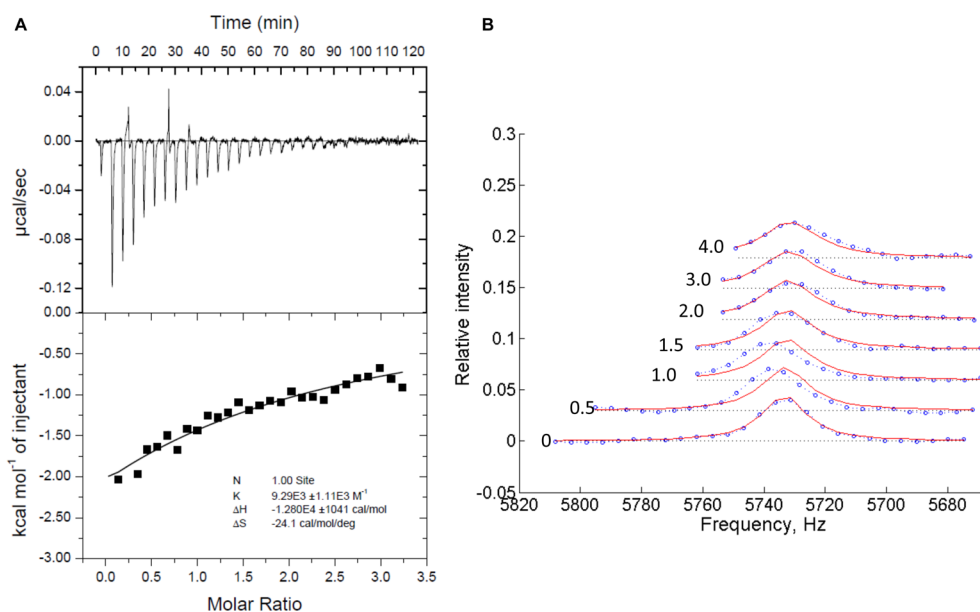 A
Time (min)
0 10 20 30 40 50 60 70 80 90 100 110 120
0.04
0.00
-0.04
-0.08
-0.12
µcal/sec
0.00
-0.50
-1.00
-1.50
-2.00
-2.50
-3.00
kcal mol⁻¹ of injectant
N 1.00 Site
K 9.29E3 ±1.11E3 M⁻¹
ΔH -1.280E4 ±1041 cal/mol
ΔS -24.1 cal/mol/deg
0.0 0.5 1.0 1.5 2.0 2.5 3.0 3.5
Molar Ratio
B
0.3
0.25
0.2
0.15
0.1
0.05
0
-0.05
Relative intensity
4.0
3.0
2.0
1.5
1.0
0.5
0
5820 5800 5780 5760 5740 5720 5700 5680
Frequency, Hz